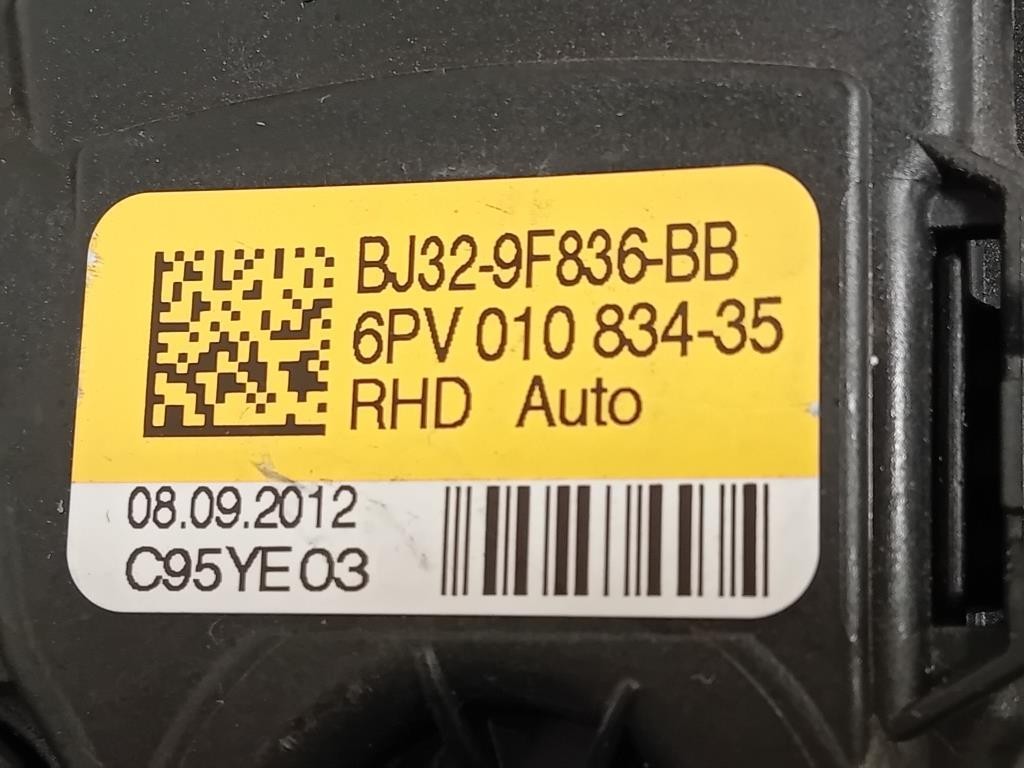 BJ32-9F836-BB
6PV 010 834-35
RHD Auto
08.09.2012
C95YE03